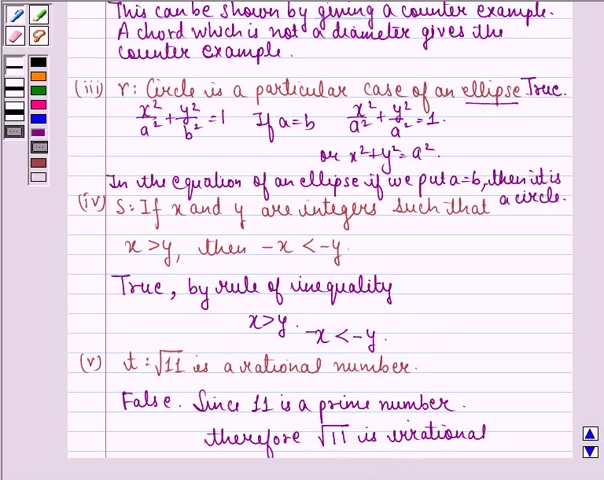 This can be shown by giving a counter example.
A chord which is not a diameter gives the
counter example.
(iii) r: Circle is a particular case of an ellipse True.
x²/a² + y²/b² = 1 If a=b x²/a² + y²/a² = 1.
or x²+y²=a².
In the equation of an ellipse if we put a=b, then it is
a circle.
(iv) S: If x and y are integers such that
x >y, then -x < -y.
True, by rule of inequality
x>y. -x < -y.
(v) t: √11 is a rational number.
False. Since 11 is a prime number.
therefore √11 is irrational